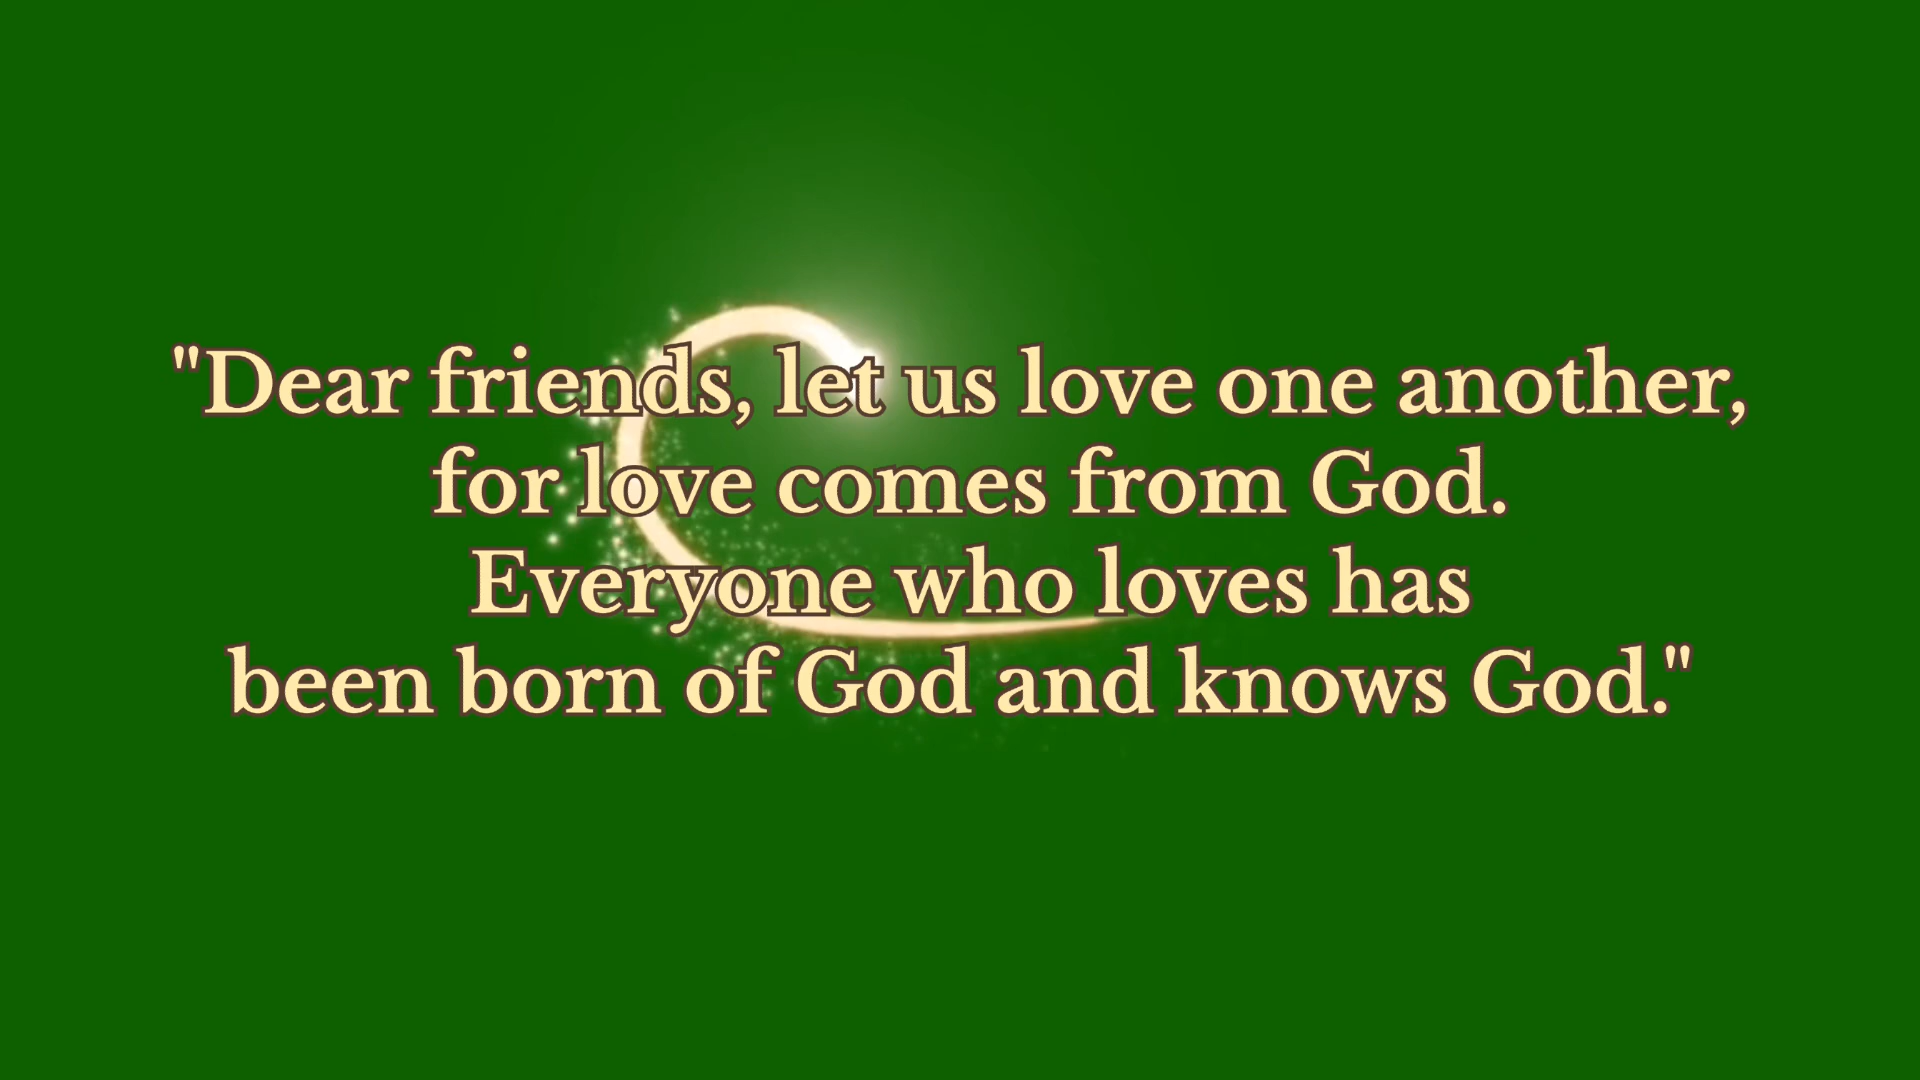 "Dear friends, let us love one another,
for love comes from God.
Everyone who loves has
been born of God and knows God."